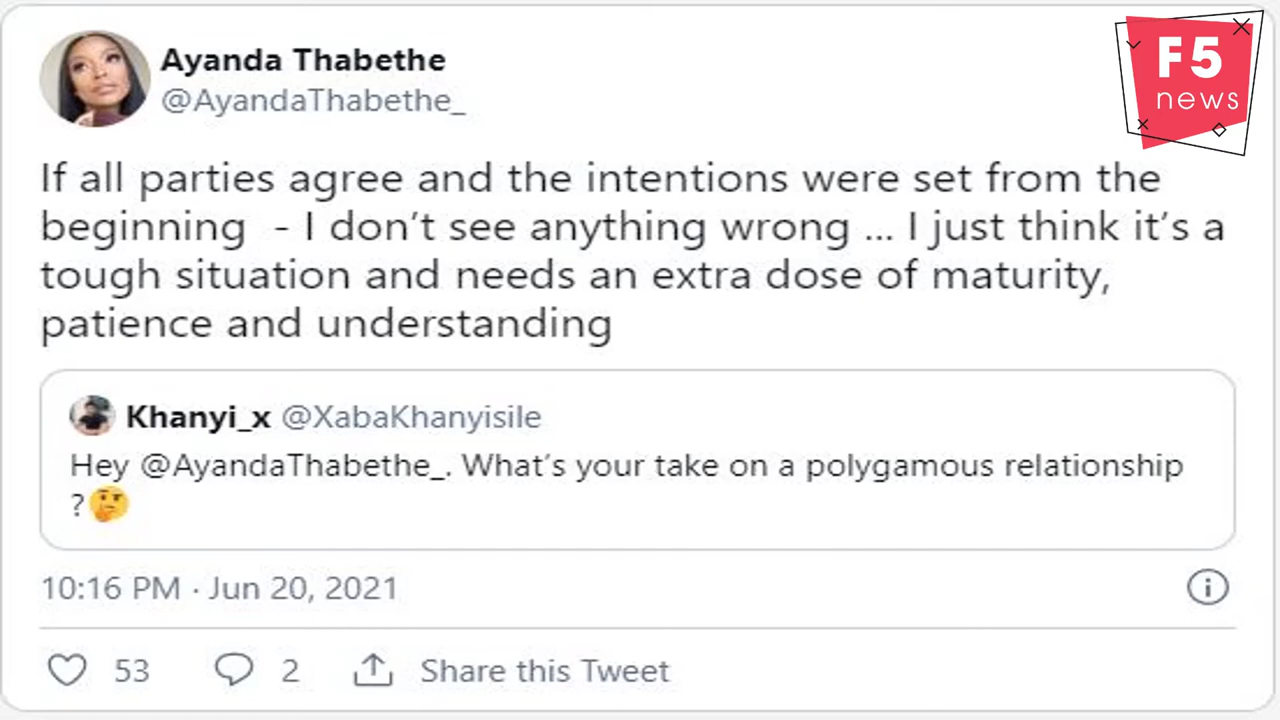 Ayanda Thabethe
@AyandaThabethe_
F5
news
If all parties agree and the intentions were set from the
beginning  - I don’t see anything wrong ... I just think it’s a
tough situation and needs an extra dose of maturity,
patience and understanding
Khanyi_x @XabaKhanyisile
Hey @AyandaThabethe_. What’s your take on a polygamous relationship
?🤔
10:16 PM · Jun 20, 2021
53 2 Share this Tweet